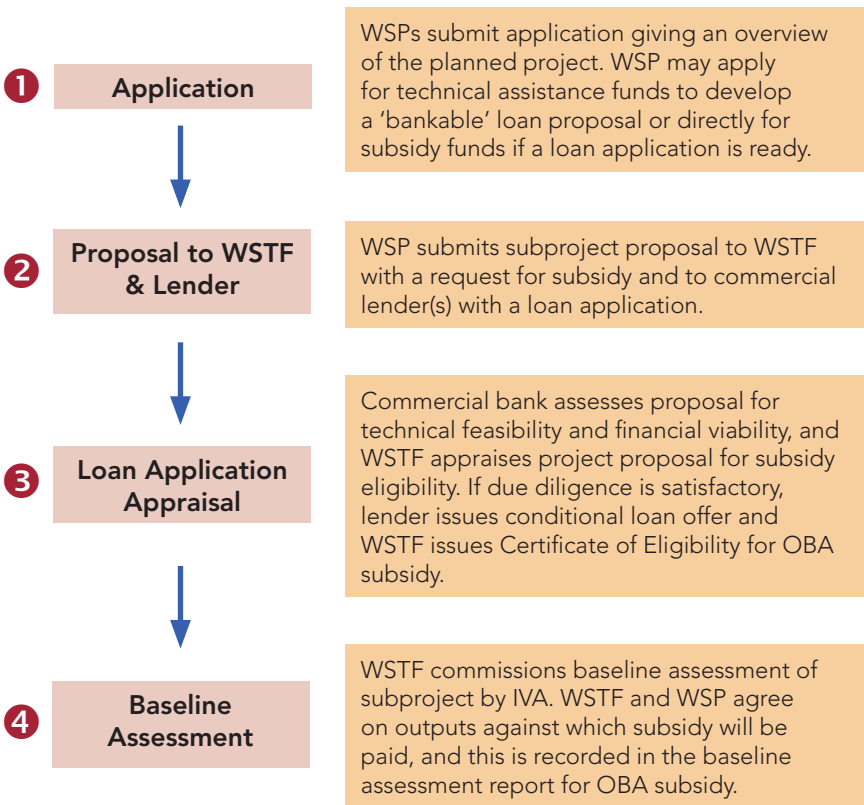 1
Application
WSPs submit application giving an overview
of the planned project. WSP may apply
for technical assistance funds to develop
a ‘bankable’ loan proposal or directly for
subsidy funds if a loan application is ready.
2
Proposal to WSTF
& Lender
WSP submits subproject proposal to WSTF
with a request for subsidy and to commercial
lender(s) with a loan application.
3
Loan Application
Appraisal
Commercial bank assesses proposal for
technical feasibility and financial viability, and
WSTF appraises project proposal for subsidy
eligibility. If due diligence is satisfactory,
lender issues conditional loan offer and
WSTF issues Certificate of Eligibility for OBA
subsidy.
4
Baseline
Assessment
WSTF commissions baseline assessment of
subproject by IVA. WSTF and WSP agree
on outputs against which subsidy will be
paid, and this is recorded in the baseline
assessment report for OBA subsidy.